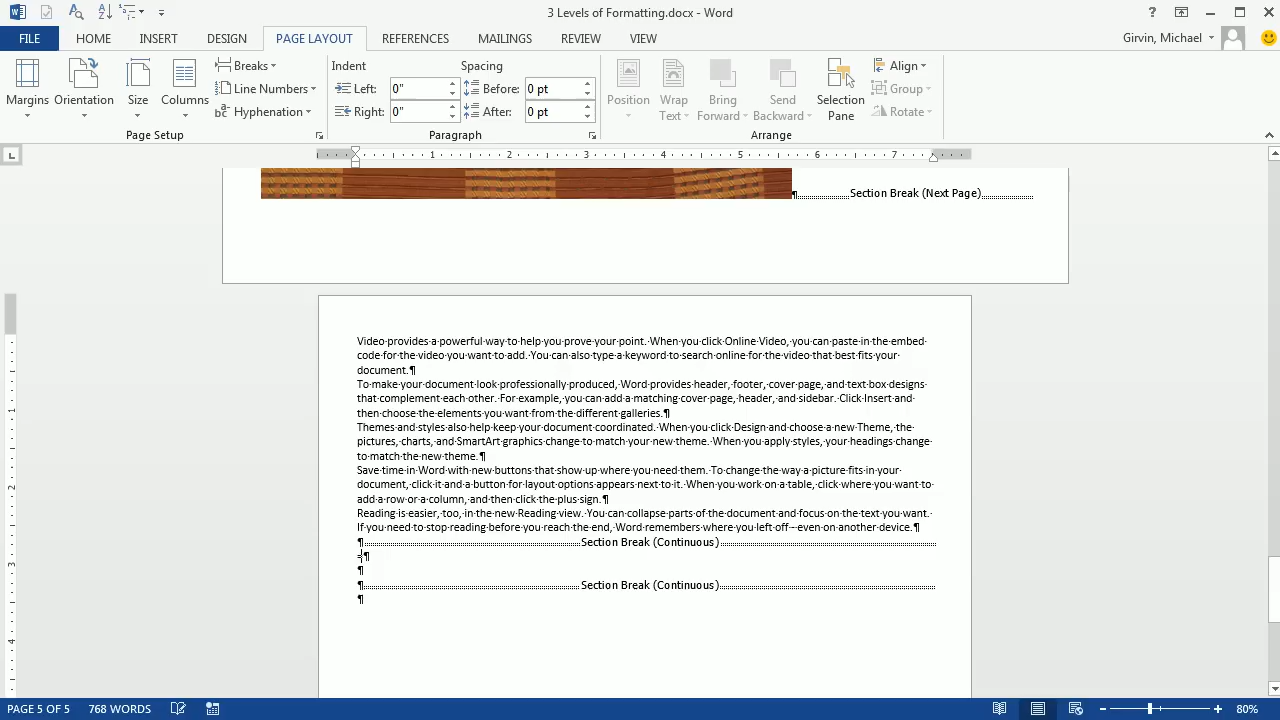 3 Levels of Formatting.docx - Word
FILE HOME INSERT DESIGN PAGE LAYOUT REFERENCES MAILINGS REVIEW VIEW Girvin, Michael
Margins Orientation Size Columns
Breaks
Line Numbers
Hyphenation
Page Setup
Indent
Left: 0"
Right: 0"
Spacing
Before: 0 pt
After: 0 pt
Paragraph
Position
Wrap
Text
Bring
Forward
Send
Backward
Selection
Pane
Align
Group
Rotate
Arrange
1 2 3 4 5 6 7
Section Break (Next Page)
Video provides a powerful way to help you prove your point. When you click Online Video, you can paste in the embed
code for the video you want to add. You can also type a keyword to search online for the video that best fits your
document.¶
To make your document look professionally produced, Word provides header, footer, cover page, and text box designs
that complement each other. For example, you can add a matching cover page, header, and sidebar. Click Insert and
then choose the elements you want from the different galleries.¶
Themes and styles also help keep your document coordinated. When you click Design and choose a new Theme, the
pictures, charts, and SmartArt graphics change to match your new theme. When you apply styles, your headings change
to match the new theme.¶
Save time in Word with new buttons that show up where you need them. To change the way a picture fits in your
document, click it and a button for layout options appears next to it. When you work on a table, click where you want to
add a row or a column, and then click the plus sign.¶
Reading is easier, too, in the new Reading view. You can collapse parts of the document and focus on the text you want.
If you need to stop reading before you reach the end, Word remembers where you left off - even on another device.¶
¶Section Break (Continuous)
¶
¶
¶Section Break (Continuous)
¶
1
2
3
4
PAGE 5 OF 5 768 WORDS 80%